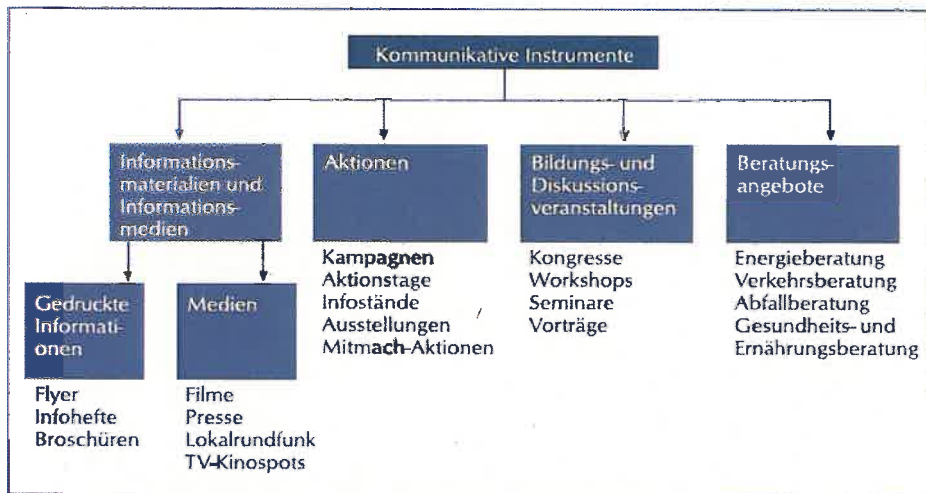 Kommunikative Instrumente
Informations-
materialien und
Informations-
medien
Gedruckte
Informati-
onen
Flyer
Infohefte
Broschüren
Medien
Filme
Presse
Lokalrundfunk
TV-Kinospots
Aktionen
Kampagnen
Aktionstage
Infostände
Ausstellungen
Mitmach-Aktionen
Bildungs- und
Diskussions-
veranstaltungen
Kongresse
Workshops
Seminare
Vorträge
Beratungs-
angebote
Energieberatung
Verkehrsberatung
Abfallberatung
Gesundheits- und
Ernährungsberatung